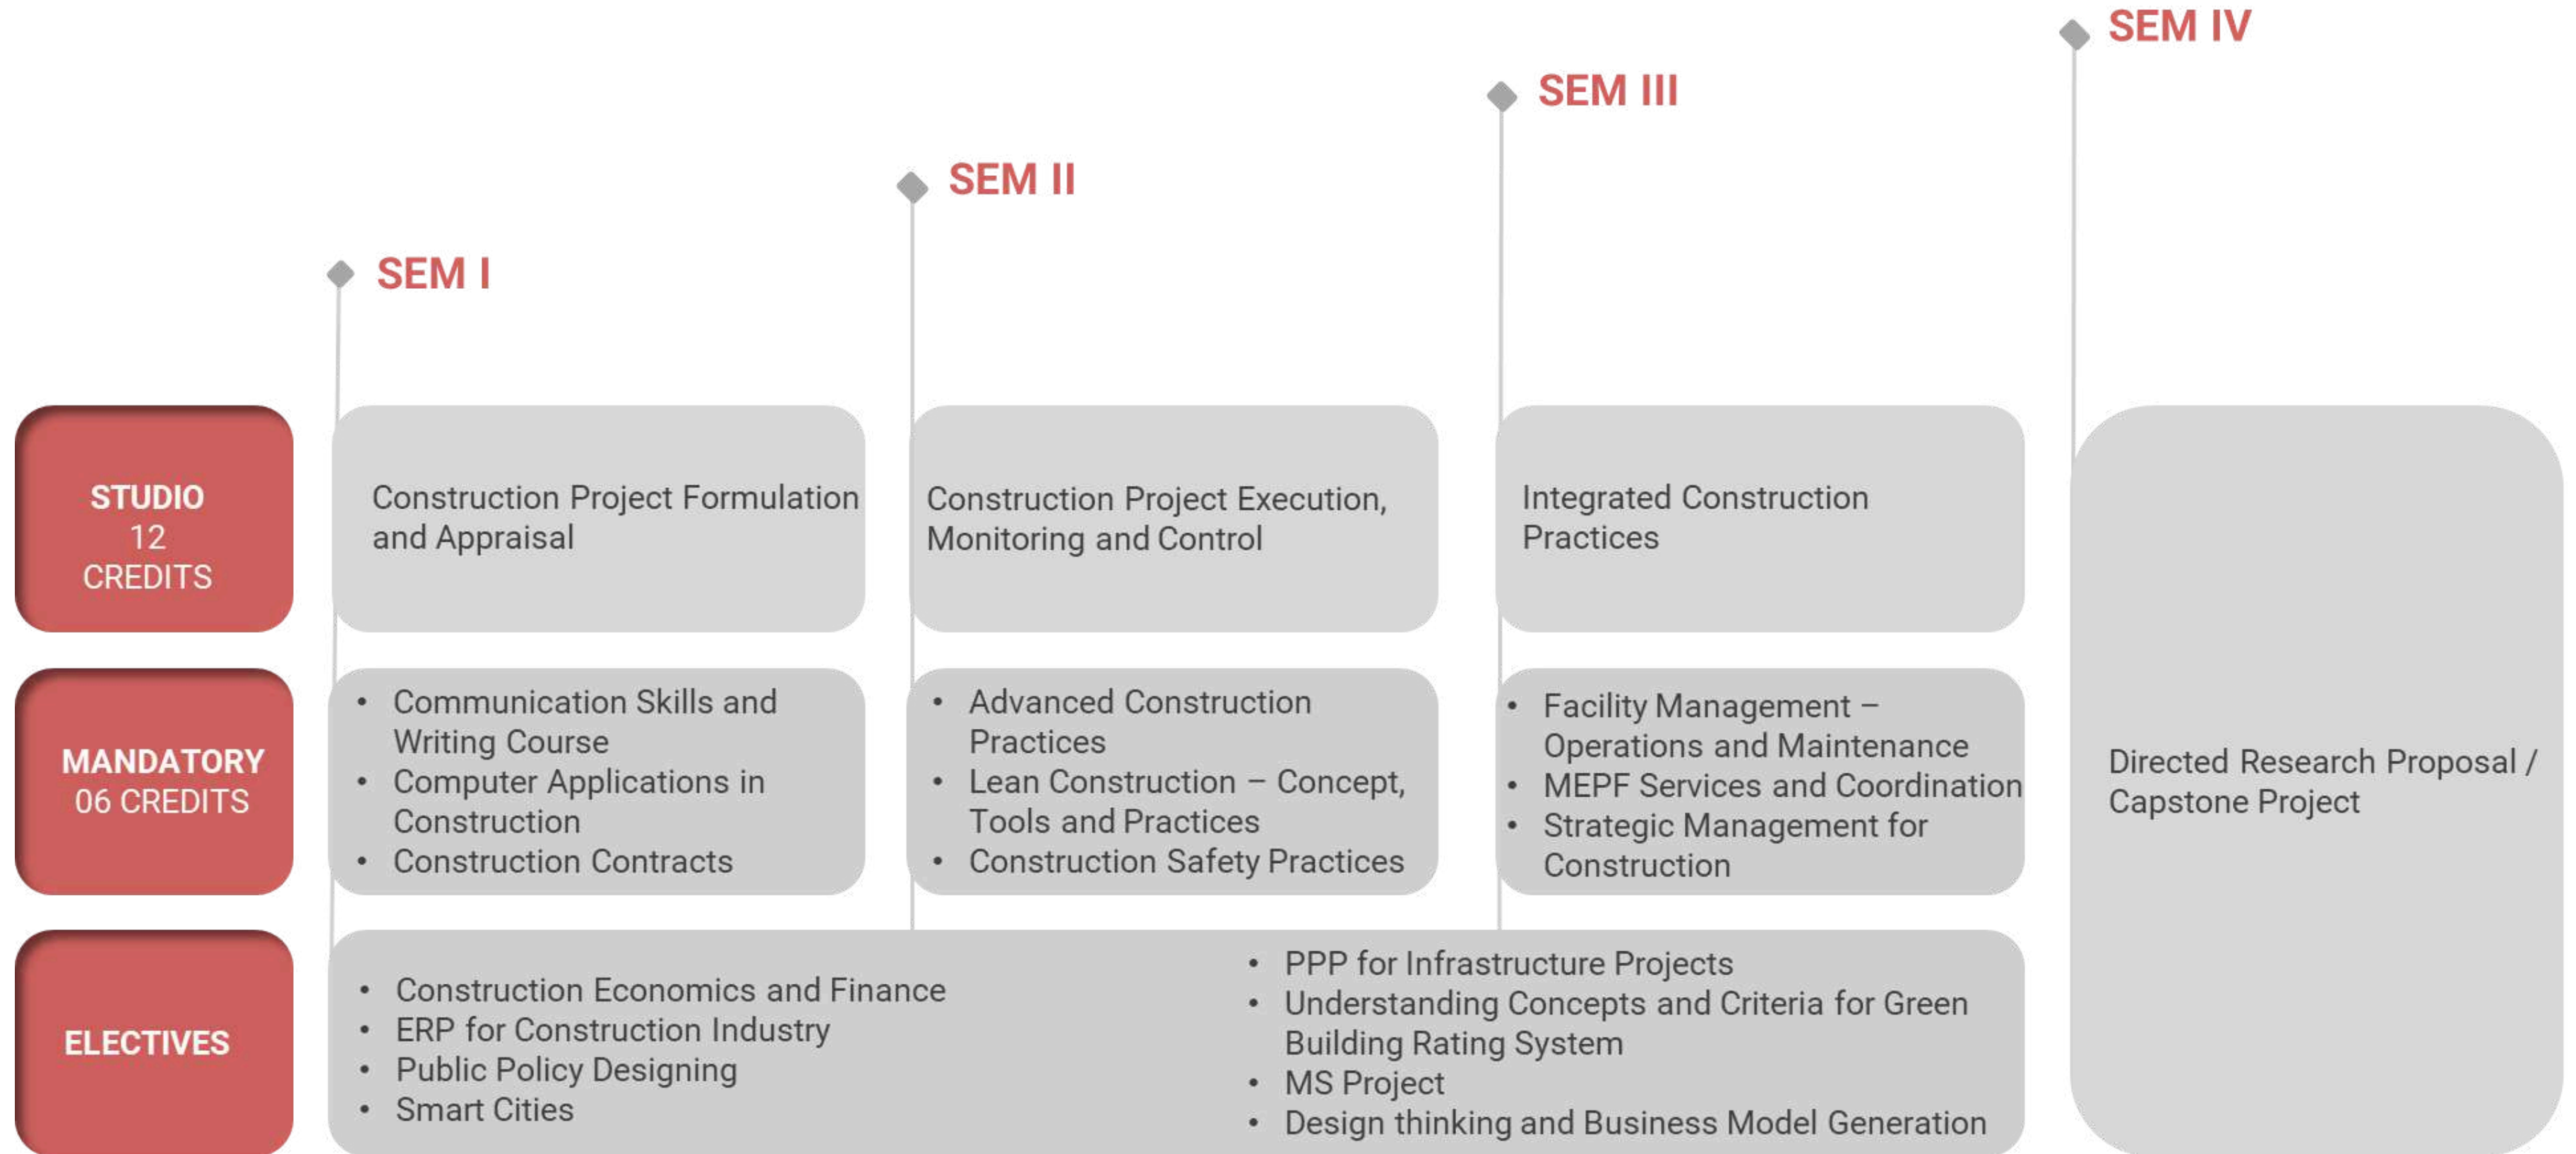 SEM IV
SEM III
SEM II
SEM I
STUDIO
12
CREDITS
Construction Project Formulation
and Appraisal
Construction Project Execution,
Monitoring and Control
Integrated Construction
Practices
MANDATORY
06 CREDITS
• Communication Skills and
Writing Course
• Computer Applications in
Construction
• Construction Contracts
• Advanced Construction
Practices
• Lean Construction – Concept,
Tools and Practices
• Construction Safety Practices
• Facility Management –
Operations and Maintenance
• MEPF Services and Coordination
• Strategic Management for
Construction
Directed Research Proposal /
Capstone Project
ELECTIVES
• Construction Economics and Finance
• ERP for Construction Industry
• Public Policy Designing
• Smart Cities
• PPP for Infrastructure Projects
• Understanding Concepts and Criteria for Green
Building Rating System
• MS Project
• Design thinking and Business Model Generation